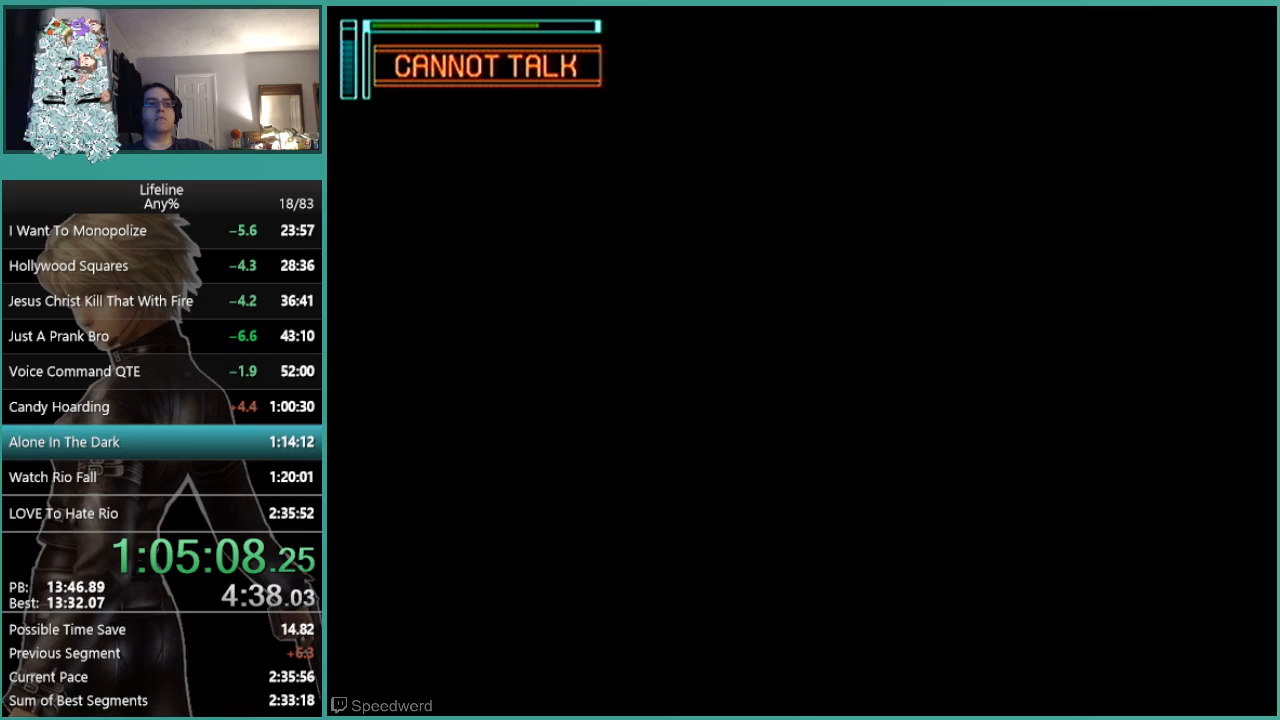 CANNOT TALK
Lifeline
Any% 18/83
I Want To Monopolize −5.6 23:57
Hollywood Squares −4.3 28:36
Jesus Christ Kill That With Fire −4.2 36:41
Just A Prank Bro −6.6 43:10
Voice Command QTE −1.9 52:00
Candy Hoarding +4.4 1:00:30
Alone In The Dark 1:14:12
Watch Rio Fall 1:20:01
LOVE To Hate Rio 2:35:52
1:05:08.25
PB: 13:46.89
Best: 13:32.07
4:38.03
Possible Time Save 14.82
Previous Segment +6.3
Current Pace 2:35:56
Sum of Best Segments 2:33:18
Speedwerd